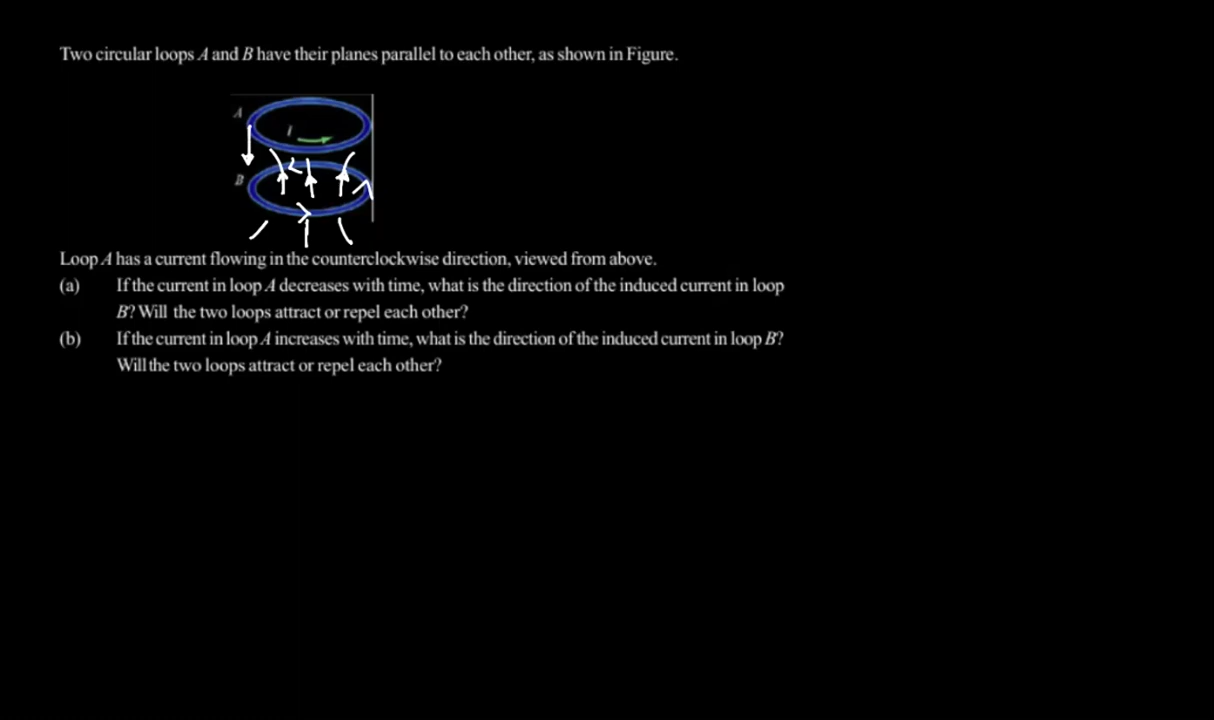 Two circular loops A and B have their planes parallel to each other, as shown in Figure.
A
I
B
Loop A has a current flowing in the counterclockwise direction, viewed from above.
(a) If the current in loop A decreases with time, what is the direction of the induced current in loop
B? Will the two loops attract or repel each other?
(b) If the current in loop A increases with time, what is the direction of the induced current in loop B?
Will the two loops attract or repel each other?